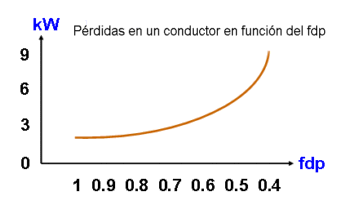 kW
Pérdidas en un conductor en función del fdp
9
6
3
0
fdp
1 0.9 0.8 0.7 0.6 0.5 0.4